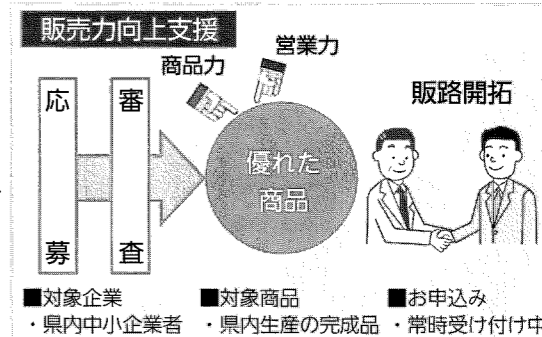 販売力向上支援
商品力
営業力
販路開拓
応募
審査
優れた
商品
■対象企業
・県内中小企業者
■対象商品
・県内生産の完成品
■お申込み
・常時受け付け中